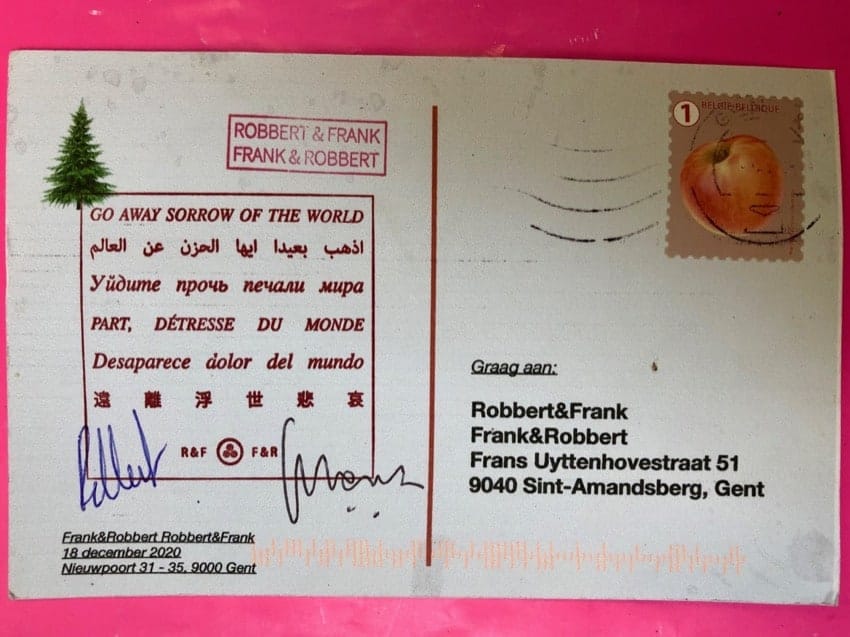 ROBBERT & FRANK
FRANK & ROBBERT
GO AWAY SORROW OF THE WORLD
اذهب بعيدا ايها الحزن عن العالم
Уйдите прочь печали мира
PART, DÉTRESSE DU MONDE
Desaparece dolor del mundo
遠離浮世悲哀
Robbert
R&F F&R
Frank&Robbert Robbert&Frank
18 december 2020
Nieuwpoort 31 - 35, 9000 Gent
1 BELGIË-BELGIQUE
Graag aan:
Robbert&Frank
Frank&Robbert
Frans Uyttenhovestraat 51
9040 Sint-Amandsberg, Gent